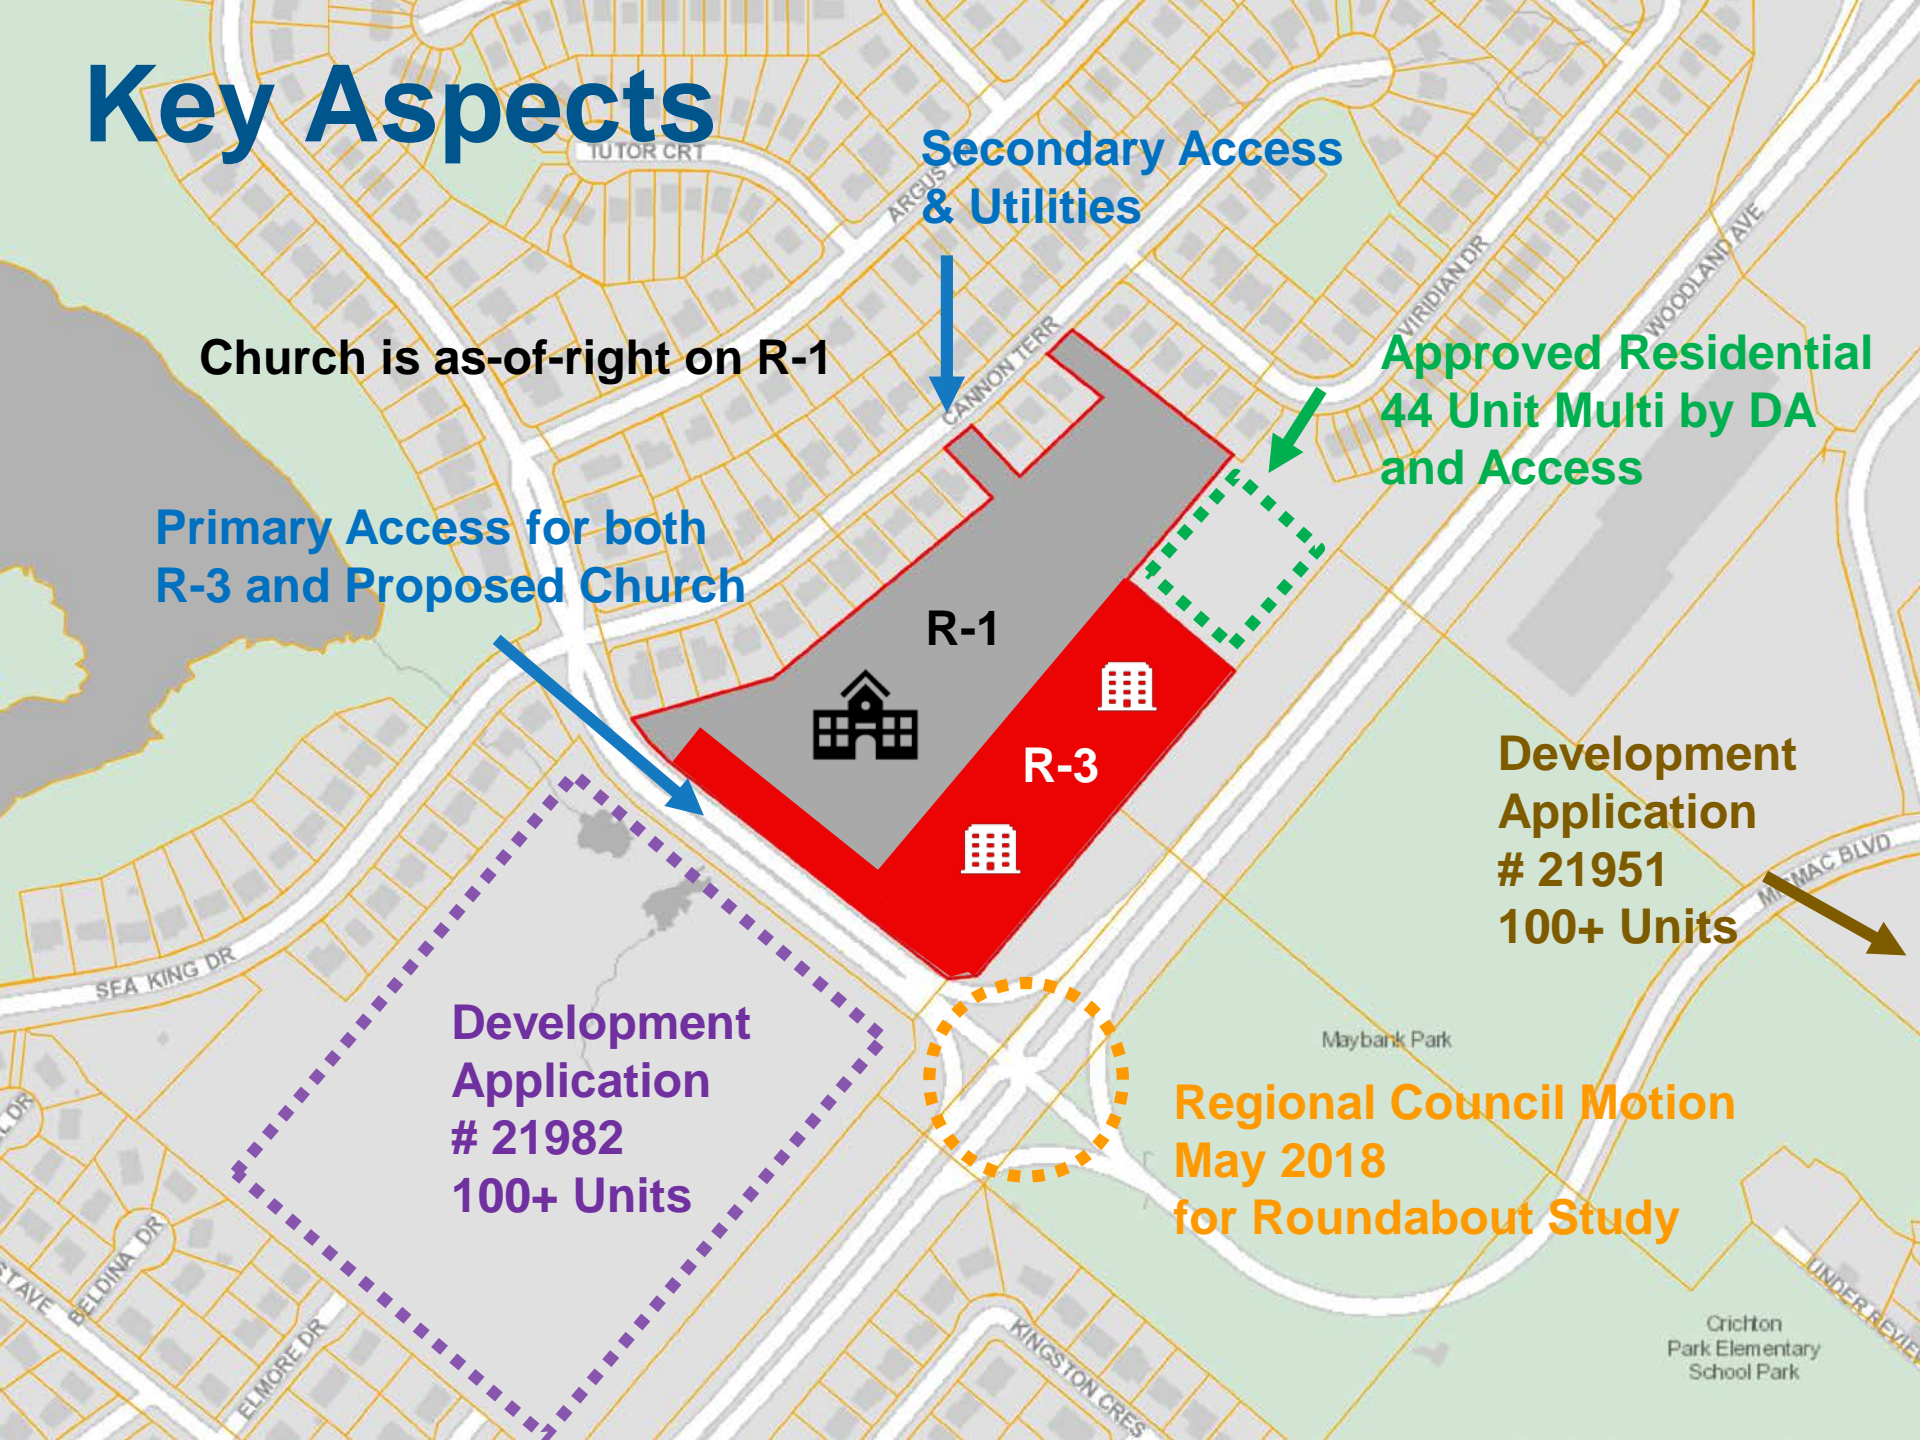 Key Aspects
TUTOR CRT
ARGUS
Secondary Access
& Utilities
VIRIDIAN DR
WOODLAND AVE
CANNON TERR
Church is as-of-right on R-1
Approved Residential
44 Unit Multi by DA
and Access
Primary Access for both
R-3 and Proposed Church
R-1
R-3
Development
Application
# 21951
100+ Units
MICMAC BLVD
SEA KING DR
Development
Application
# 21982
100+ Units
Maybank Park
Regional Council Motion
May 2018
for Roundabout Study
DR
BELDINA DR
AVE
ELMORE DR
KINGSTON CRES
Crichton
Park Elementary
School Park
UNDER REVIEW